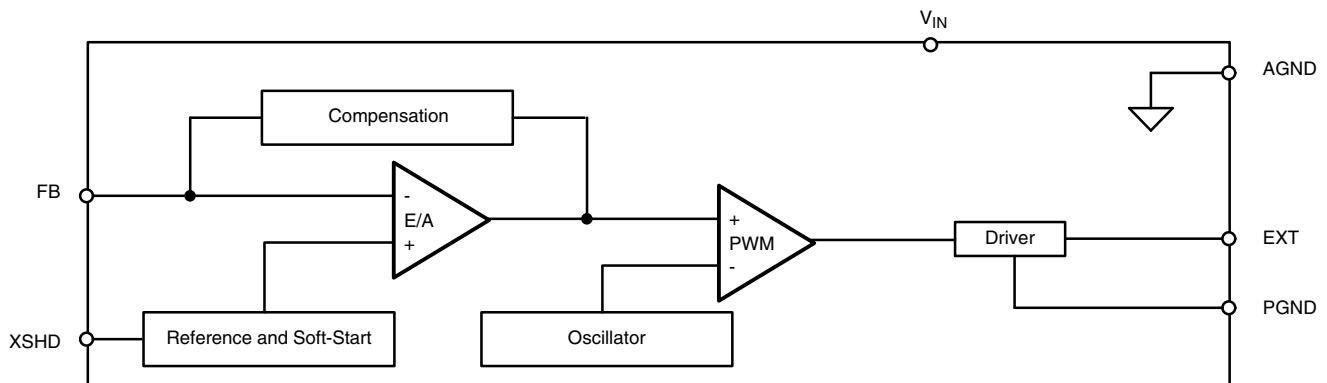 VIN
AGND
Compensation
FB
-
E/A
+
+
PWM
-
Driver
EXT
PGND
XSHD
Reference and Soft-Start
Oscillator